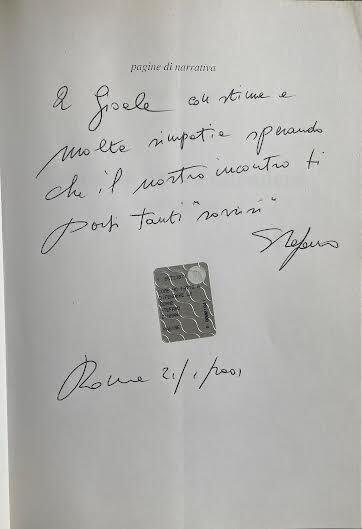 pagine di narrativa
A Gisele con stima e
molta simpatia sperando
che il nostro incontro ti
porti tanti "sorrisi"
Stefano
Roma 21/1/2001